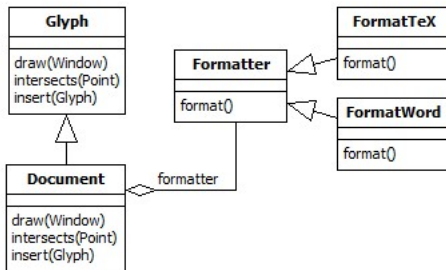 Glyph
draw(Window)
intersects(Point)
insert(Glyph)
Formatter
format()
FormatTeX
format()
FormatWord
format()
Document
draw(Window)
intersects(Point)
insert(Glyph)
formatter